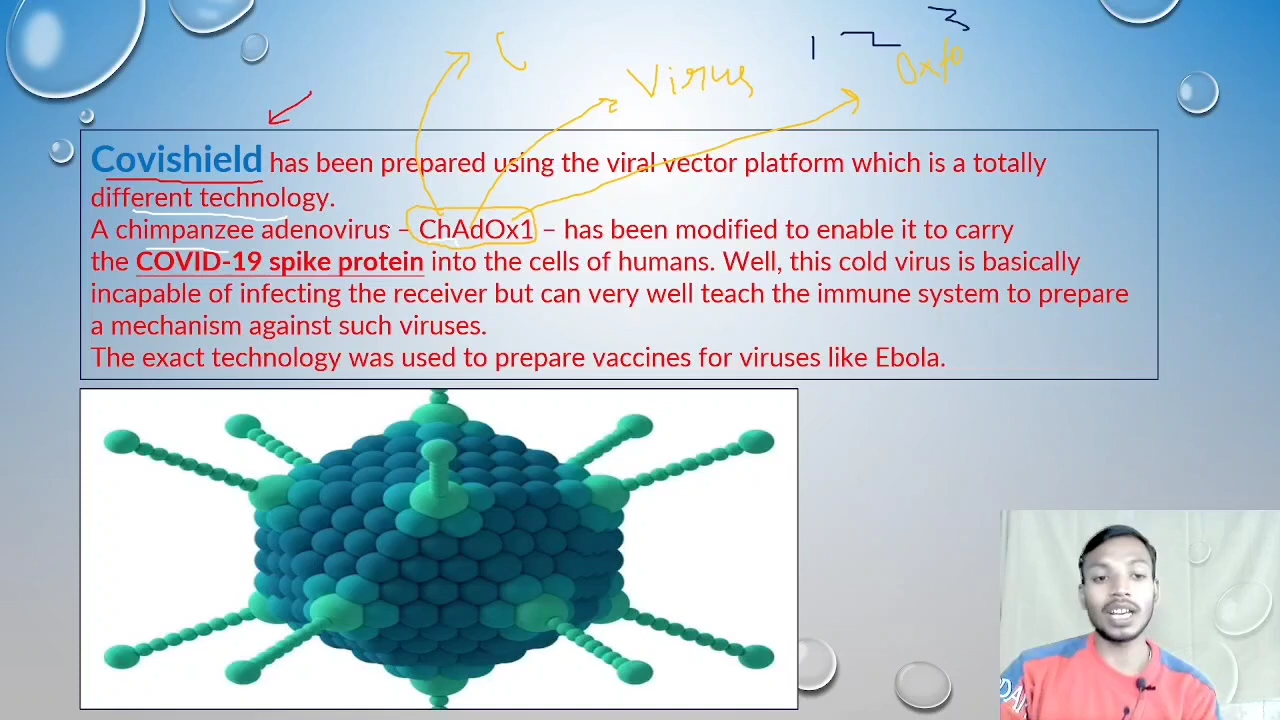 1 2 3
Oxfo
Virus
C
Covishield has been prepared using the viral vector platform which is a totally
different technology.
A chimpanzee adenovirus – ChAdOx1 – has been modified to enable it to carry
the COVID-19 spike protein into the cells of humans. Well, this cold virus is basically
incapable of infecting the receiver but can very well teach the immune system to prepare
a mechanism against such viruses.
The exact technology was used to prepare vaccines for viruses like Ebola.